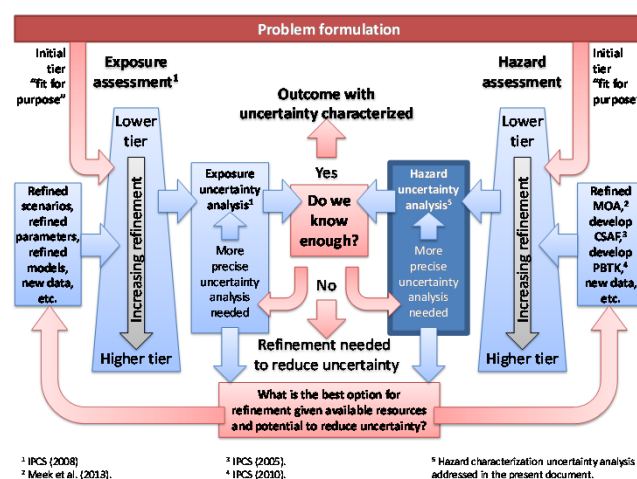 Problem formulation
Initial
tier
"fit for
purpose"
Exposure
assessment1
Outcome with
uncertainty characterized
Hazard
assessment
Initial
tier
"fit for
purpose"
Lower
tier
Increasing refinement
Higher tier
Refined
scenarios,
refined
parameters,
refined
models,
new data,
etc.
Exposure
uncertainty
analysis1
More
precise
uncertainty
analysis
needed
Yes
Do we
know
enough?
No
Refinement needed
to reduce uncertainty
Hazard
uncertainty
analysis5
More
precise
uncertainty
analysis
needed
Lower
tier
Increasing refinement
Higher tier
Refined
MOA,2
develop
CSAF,3
develop
PBTK,4
new data,
etc.
What is the best option for
refinement given available resources
and potential to reduce uncertainty?
1 IPCS (2008)
2 Meek et al. (2013).
3 IPCS (2005).
4 IPCS (2010).
5 Hazard characterization uncertainty analysis
addressed in the present document.